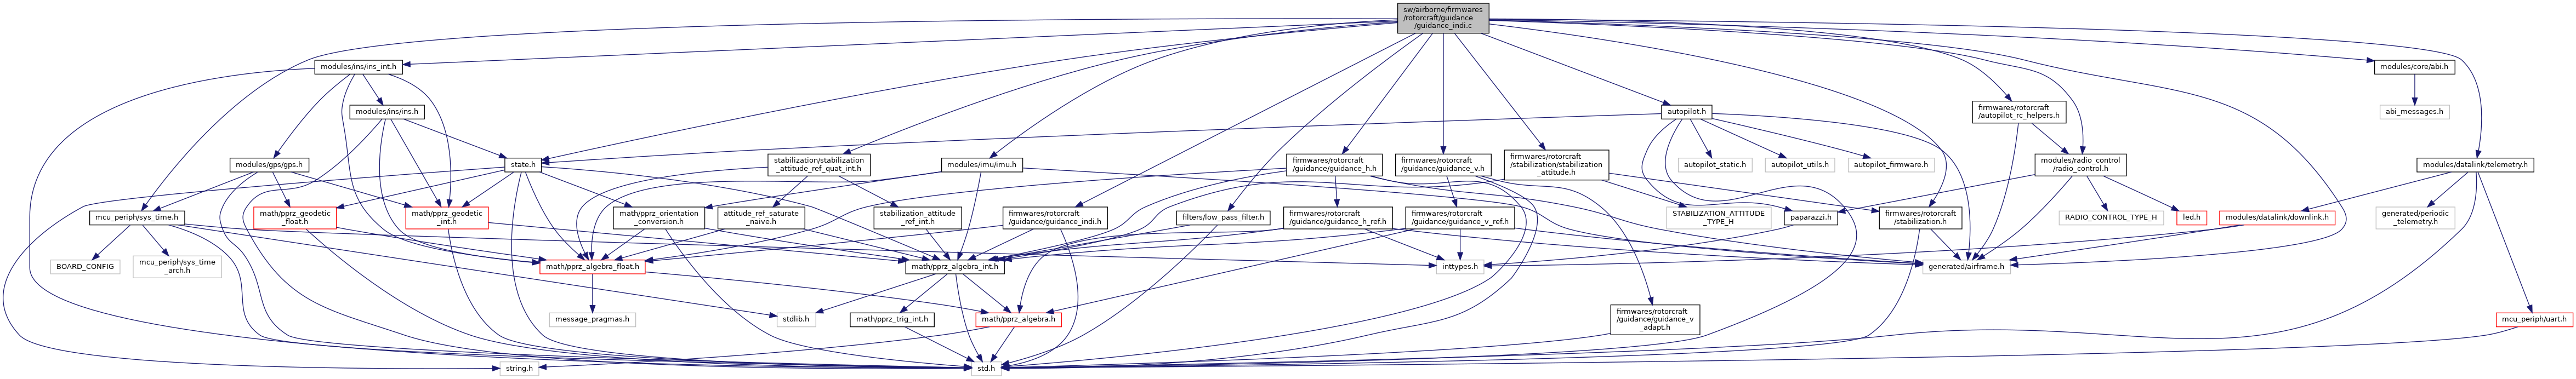 sw/airborne/firmwares
/rotorcraft/guidance
/guidance_indi.c
modules/ins/ins_int.h
modules/core/abi.h
modules/ins/ins.h
autopilot.h
firmwares/rotorcraft
/autopilot_rc_helpers.h
abi_messages.h
modules/gps/gps.h
state.h
stabilization/stabilization
_attitude_ref_quat_int.h
modules/imu/imu.h
firmwares/rotorcraft
/guidance/guidance_h.h
firmwares/rotorcraft
/guidance/guidance_v.h
firmwares/rotorcraft
/stabilization/stabilization
_attitude.h
autopilot_static.h
autopilot_utils.h
autopilot_firmware.h
modules/radio_control
/radio_control.h
modules/datalink/telemetry.h
mcu_periph/sys_time.h
math/pprz_geodetic
_float.h
math/pprz_geodetic
_int.h
math/pprz_orientation
_conversion.h
attitude_ref_saturate
_naive.h
stabilization_attitude
_ref_int.h
firmwares/rotorcraft
/guidance/guidance_indi.h
filters/low_pass_filter.h
firmwares/rotorcraft
/guidance/guidance_h_ref.h
firmwares/rotorcraft
/guidance/guidance_v_ref.h
STABILIZATION_ATTITUDE
_TYPE_H
paparazzi.h
firmwares/rotorcraft
/stabilization.h
RADIO_CONTROL_TYPE_H
led.h
modules/datalink/downlink.h
generated/periodic
_telemetry.h
BOARD_CONFIG
mcu_periph/sys_time
_arch.h
math/pprz_algebra_float.h
math/pprz_algebra_int.h
inttypes.h
generated/airframe.h
message_pragmas.h
stdlib.h
math/pprz_trig_int.h
math/pprz_algebra.h
firmwares/rotorcraft
/guidance/guidance_v
_adapt.h
mcu_periph/uart.h
string.h
std.h